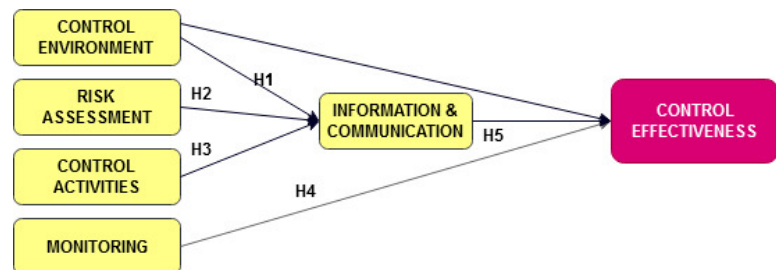 CONTROL
ENVIRONMENT
H1
RISK
ASSESSMENT
H2
INFORMATION &
COMMUNICATION
CONTROL
EFFECTIVENESS
H5
CONTROL
ACTIVITIES
H3
H4
MONITORING